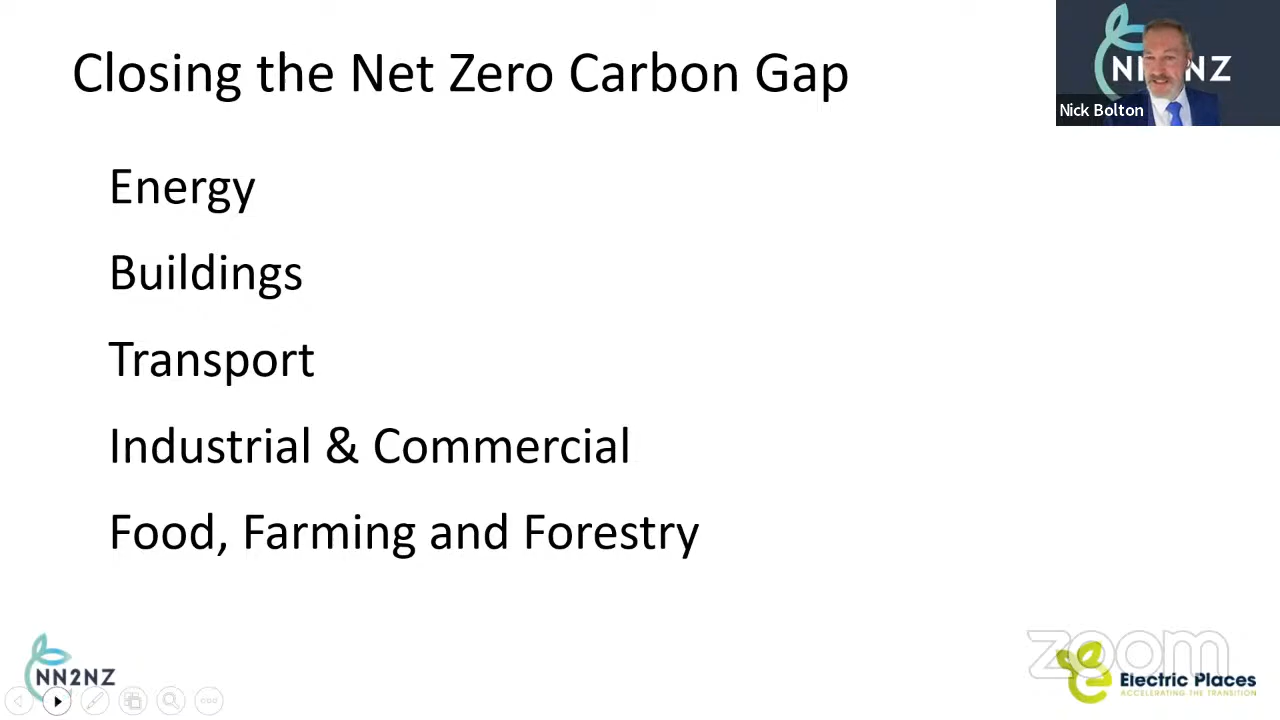 Closing the Net Zero Carbon Gap
NN2NZ
Nick Bolton
Energy
Buildings
Transport
Industrial & Commercial
Food, Farming and Forestry
NN2NZ
zoom
Electric Places
ACCELERATING THE TRANSITION